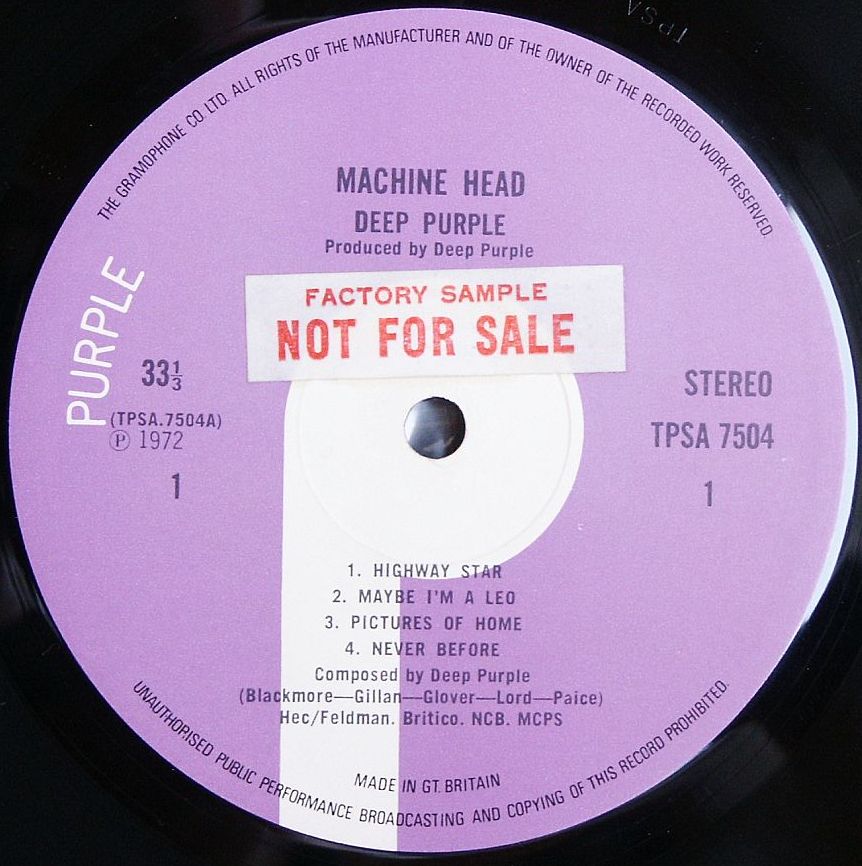 TPSA
THE GRAMOPHONE CO. LTD. ALL RIGHTS OF THE MANUFACTURER AND OF THE OWNER OF THE RECORDED WORK RESERVED.
MACHINE HEAD
DEEP PURPLE
Produced by Deep Purple
FACTORY SAMPLE
NOT FOR SALE
PURPLE
33⅓
(TPSA.7504A)
℗ 1972
1
STEREO
TPSA 7504
1
1. HIGHWAY STAR
2. MAYBE I'M A LEO
3. PICTURES OF HOME
4. NEVER BEFORE
Composed by Deep Purple
(Blackmore—Gillan—Glover—Lord—Paice)
Hec/Feldman. Britico. NCB. MCPS
MADE IN GT. BRITAIN
UNAUTHORISED PUBLIC PERFORMANCE BROADCASTING AND COPYING OF THIS RECORD PROHIBITED.